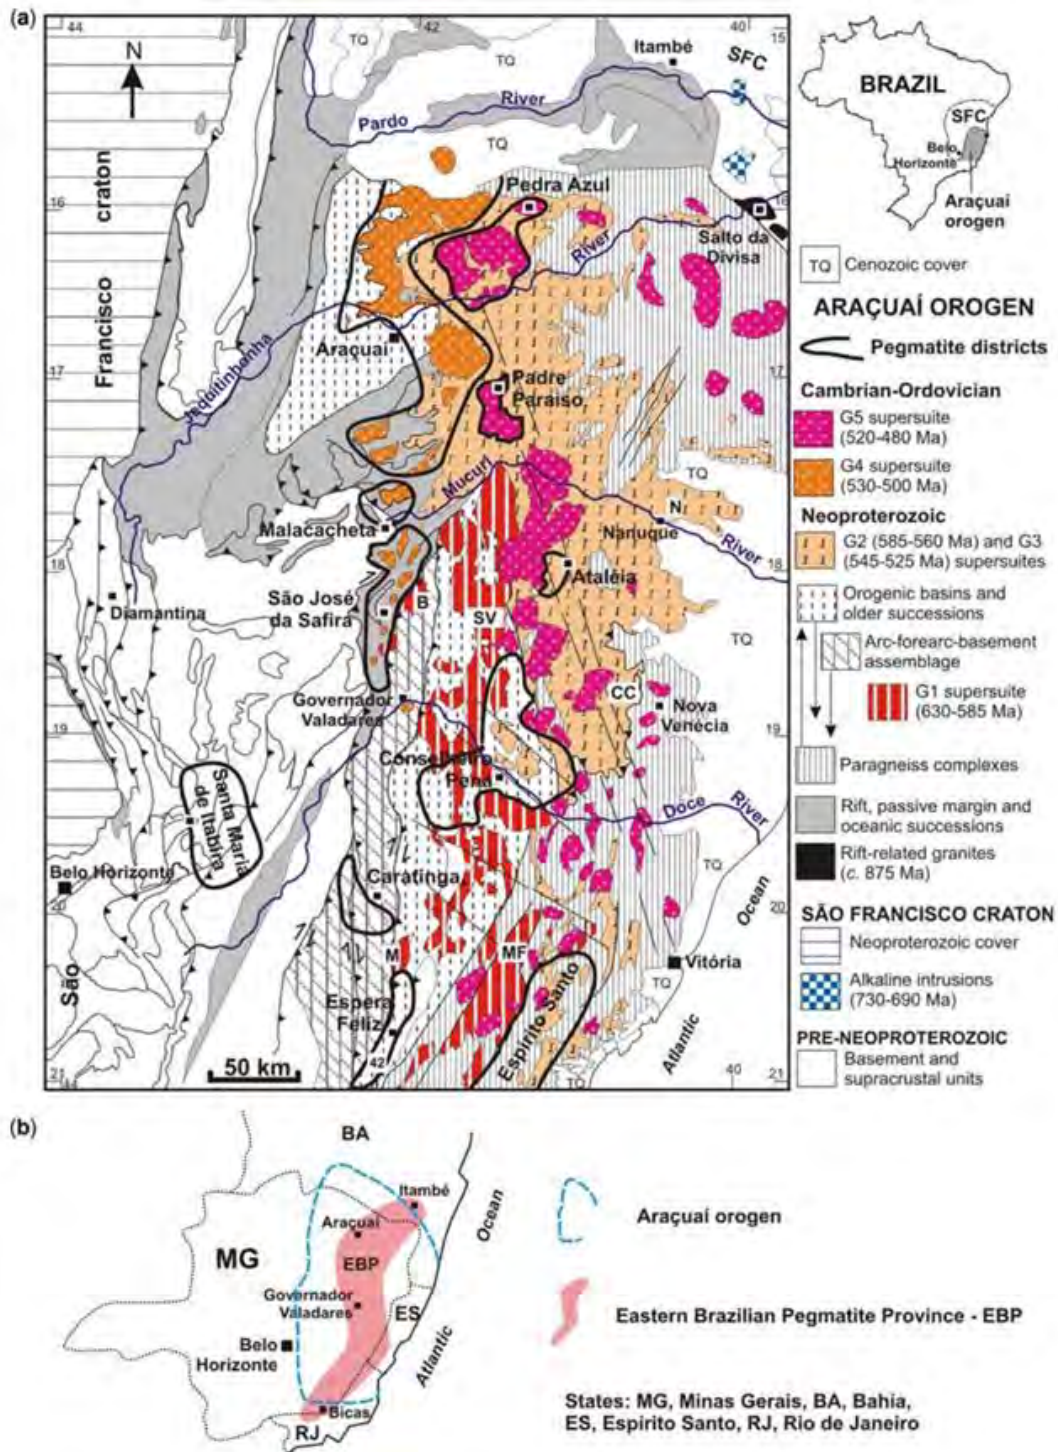 (a)
44
42
40
15
N
TQ
TQ
Itambé
SFC
River
Pardo
TQ
TQ
Francisco craton
Pedra Azul
16
16
River
Salto da
Divisa
Jequitinhonha
Araçuaí
17
17
Padre
Paraíso
TQ
Mucuri
N
Malacacheta
Nanuque
River
18
18
Ataléia
Diamantina
São José
da Safira
B
SV
TQ
CC
Governador
Valadares
Nova
Venécia
19
19
Conselheiro
Pena
Santa Maria
de Itabira
Doce
River
TQ
Belo Horizonte
Caratinga
20
20
Ocean
São
M
MF
Vitória
TQ
Espera
Feliz
Espírito Santo
Atlantic
50 km
42
TQ
40
21
21
44
BRAZIL
SFC
Belo
Horizonte
Araçuaí
orogen
TQ Cenozoic cover
ARAÇUAÍ OROGEN
Pegmatite districts
Cambrian-Ordovician
G5 supersuite
(520-480 Ma)
G4 supersuite
(530-500 Ma)
Neoproterozoic
G2 (585-560 Ma) and G3
(545-525 Ma) supersuites
Orogenic basins and
older successions
Arc-forearc-basement
assemblage
G1 supersuite
(630-585 Ma)
Paragneiss complexes
Rift, passive margin and
oceanic successions
Rift-related granites
(c. 875 Ma)
SÃO FRANCISCO CRATON
Neoproterozoic cover
Alkaline intrusions
(730-690 Ma)
PRE-NEOPROTEROZOIC
Basement and
supracrustal units
(b)
BA
Itambé
Araçuaí
MG
EBP
Governador
Valadares
ES
Belo
Horizonte
Bicas
RJ
Ocean
Atlantic
Araçuaí orogen
Eastern Brazilian Pegmatite Province - EBP
States: MG, Minas Gerais, BA, Bahia,
ES, Espírito Santo, RJ, Rio de Janeiro